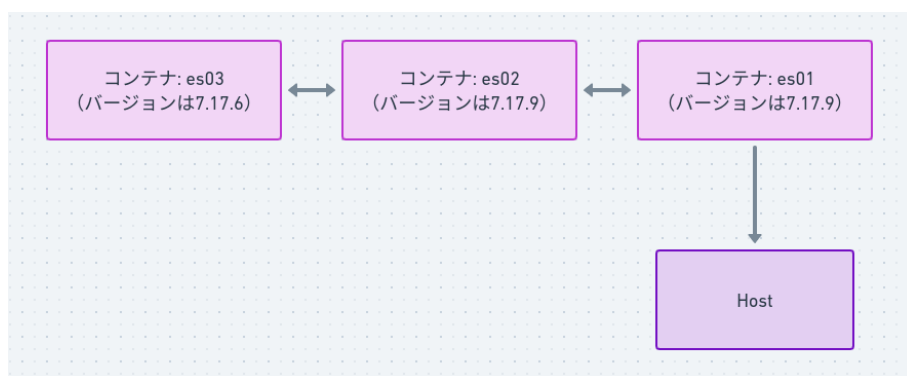 コンテナ: es03
（バージョンは7.17.6）
コンテナ: es02
（バージョンは7.17.9）
コンテナ: es01
（バージョンは7.17.9）
Host